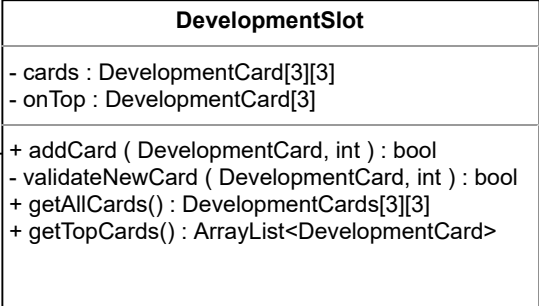 DevelopmentSlot
- cards : DevelopmentCard[3][3]
- onTop : DevelopmentCard[3]
+ addCard ( DevelopmentCard, int ) : bool
- validateNewCard ( DevelopmentCard, int ) : bool
+ getAllCards() : DevelopmentCards[3][3]
+ getTopCards() : ArrayList<DevelopmentCard>